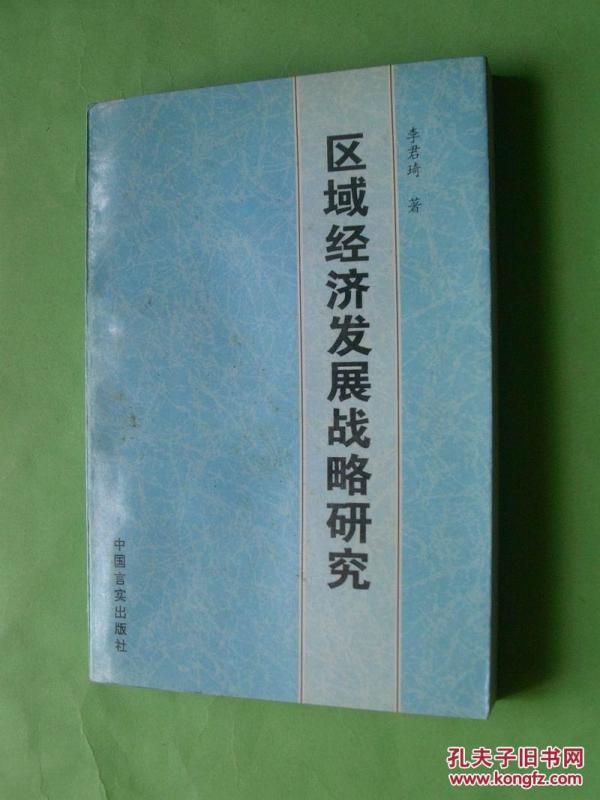 李君琦 著
区域经济发展战略研究
中国言实出版社
孔夫子旧书网
www.kongfz.com